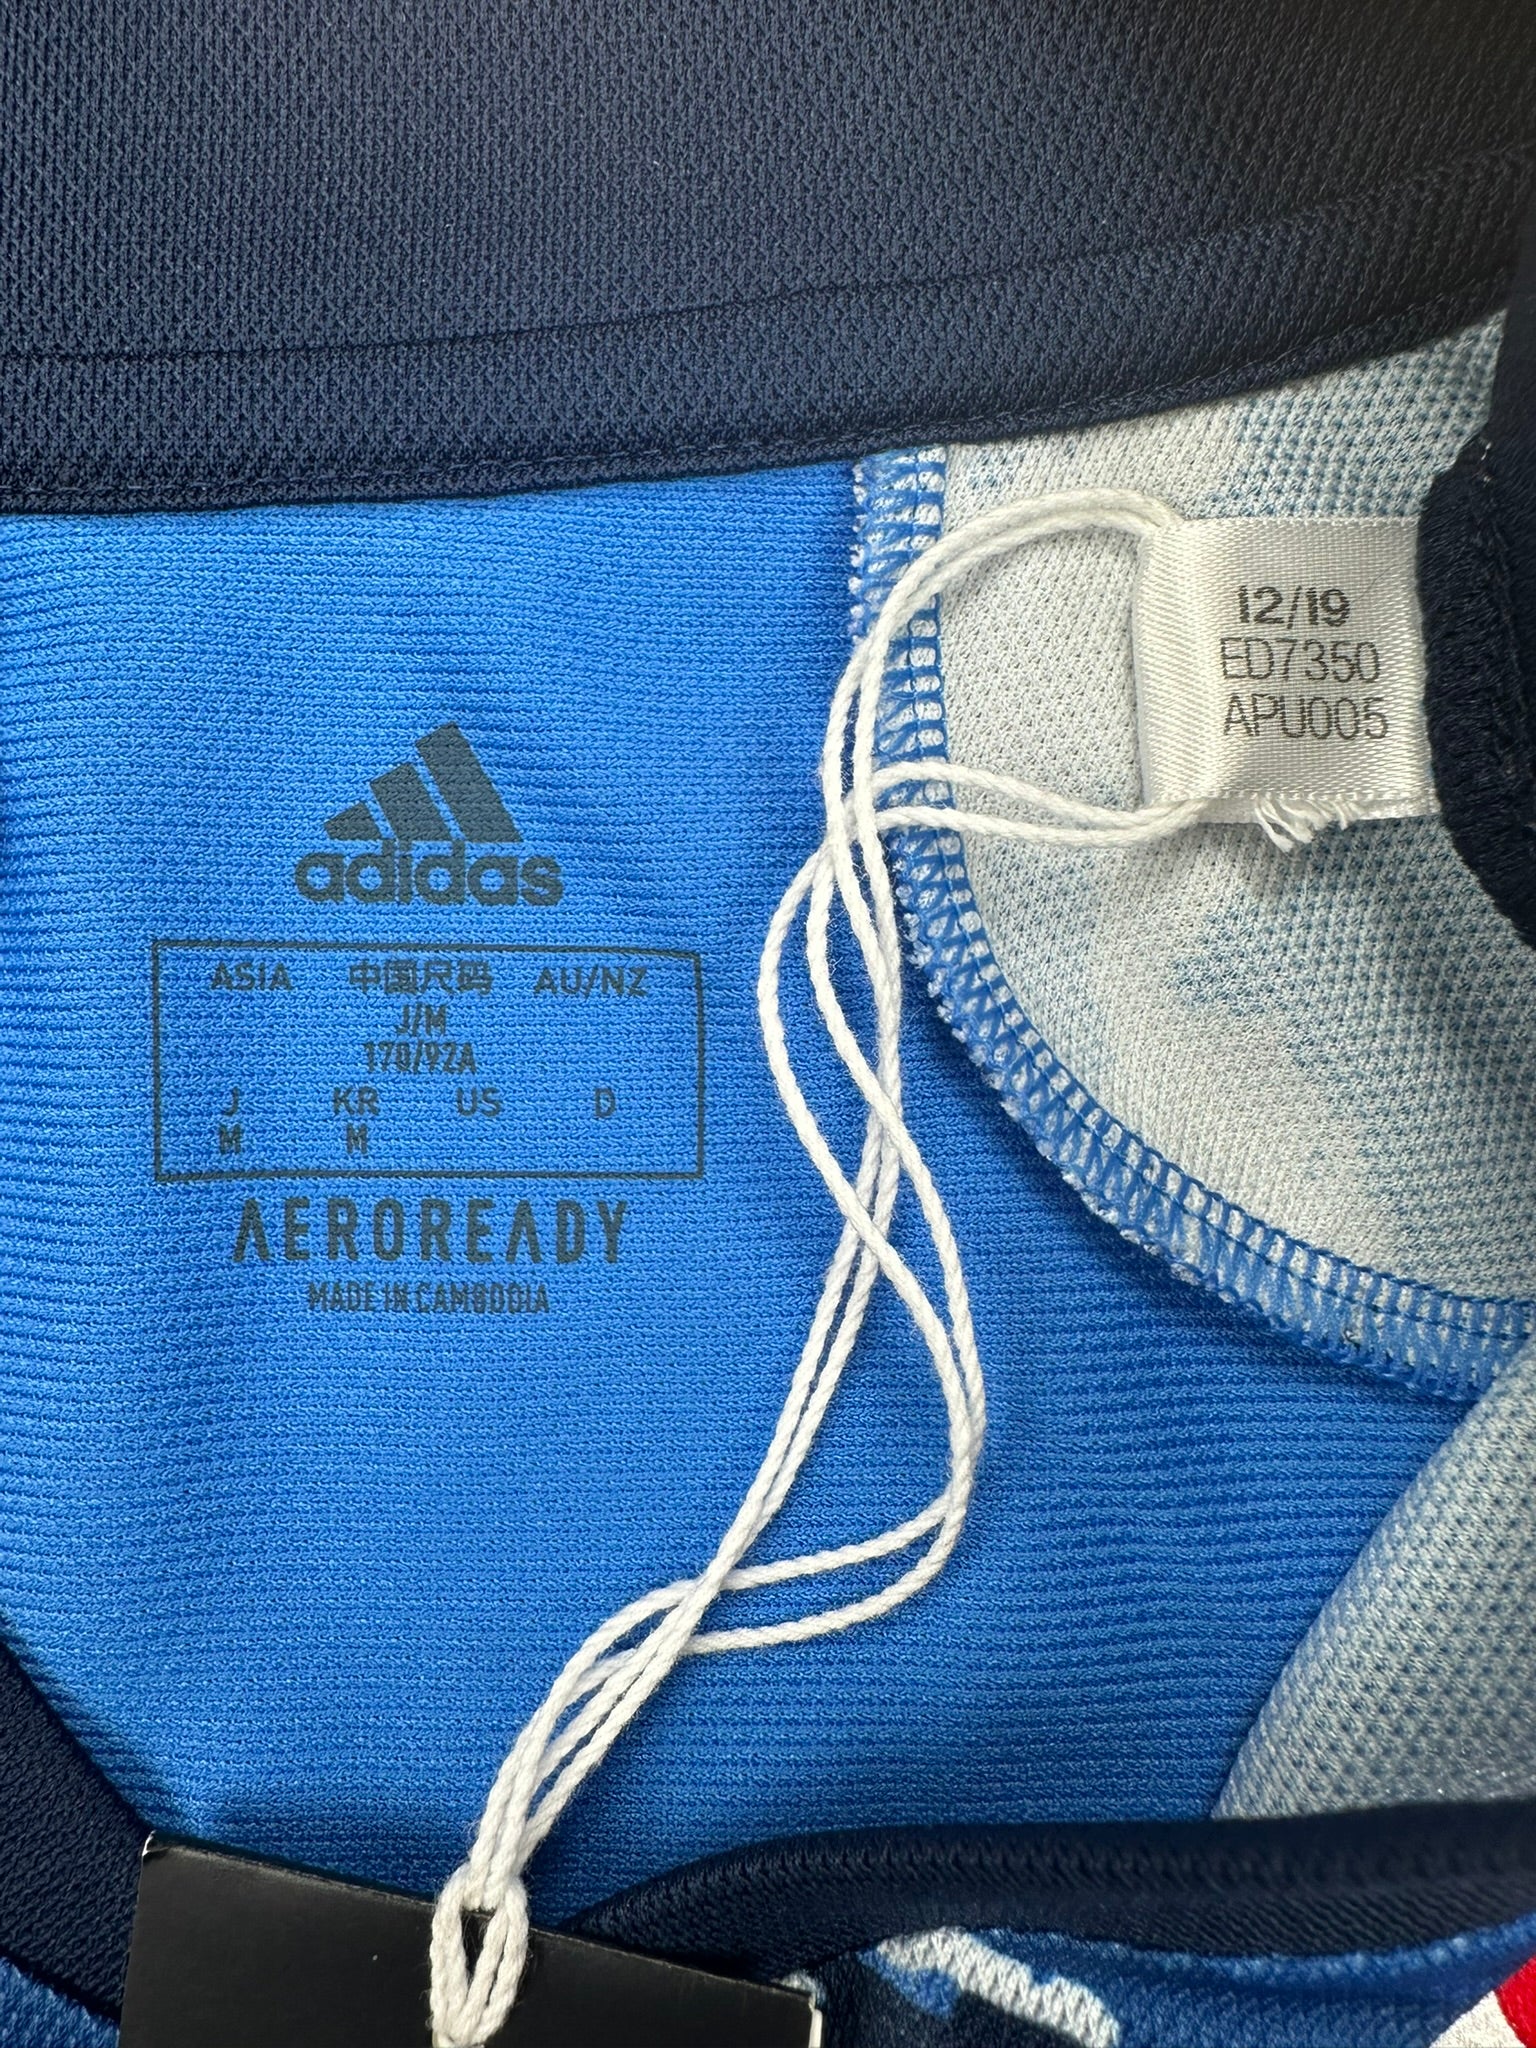 adidas
ASIA 中国尺码 AU/NZ
J/M
170/92A
J KR US D
M M
AEROREADY
MADE IN CAMBODIA
12/19
ED7350
APU005